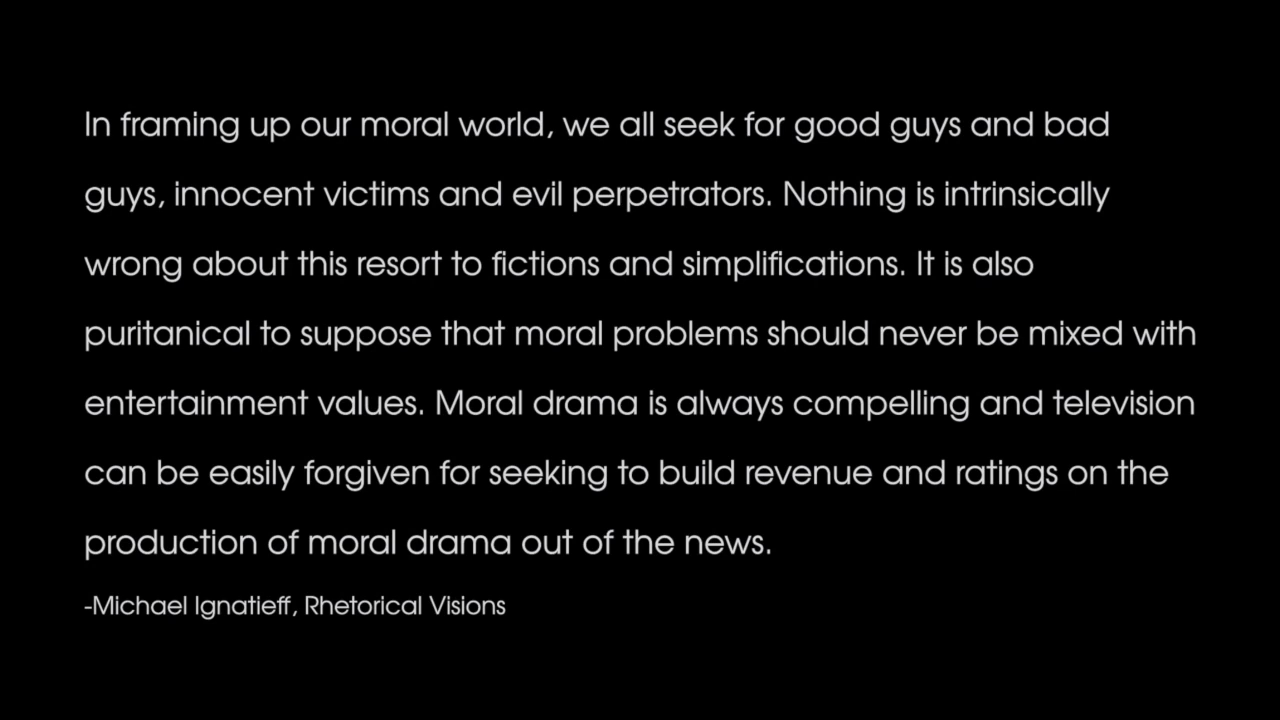 In framing up our moral world, we all seek for good guys and bad
guys, innocent victims and evil perpetrators. Nothing is intrinsically
wrong about this resort to fictions and simplifications. It is also
puritanical to suppose that moral problems should never be mixed with
entertainment values. Moral drama is always compelling and television
can be easily forgiven for seeking to build revenue and ratings on the
production of moral drama out of the news.
-Michael Ignatieff, Rhetorical Visions